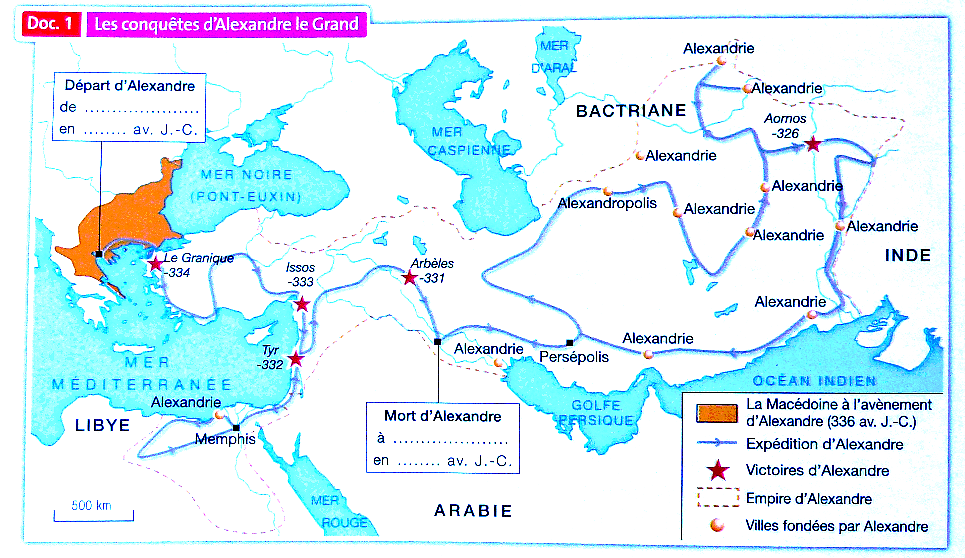 Doc. 1 Les conquêtes d'Alexandre le Grand
Départ d'Alexandre
de ....................
en ........ av. J.-C.
MER
D'ARAL
Alexandrie
Alexandrie
BACTRIANE
Aornos
-326
MER
CASPIENNE
MER NOIRE
(PONT-EUXIN)
Alexandrie
Alexandropolis
Alexandrie
Alexandrie
Alexandrie
Alexandrie
INDE
Le Granique
-334
Issos
-333
Arbèles
-331
Alexandrie
Tyr
-332
Alexandrie
Persépolis
Alexandrie
MER
MÉDITERRANÉE
Alexandrie
LIBYE
Memphis
OCÉAN INDIEN
GOLFE
PERSIQUE
Mort d'Alexandre
à ....................
en ........ av. J.-C.
MER
ROUGE
ARABIE
500 km
La Macédoine à l'avènement
d'Alexandre (336 av. J.-C.)
Expédition d'Alexandre
Victoires d'Alexandre
Empire d'Alexandre
Villes fondées par Alexandre